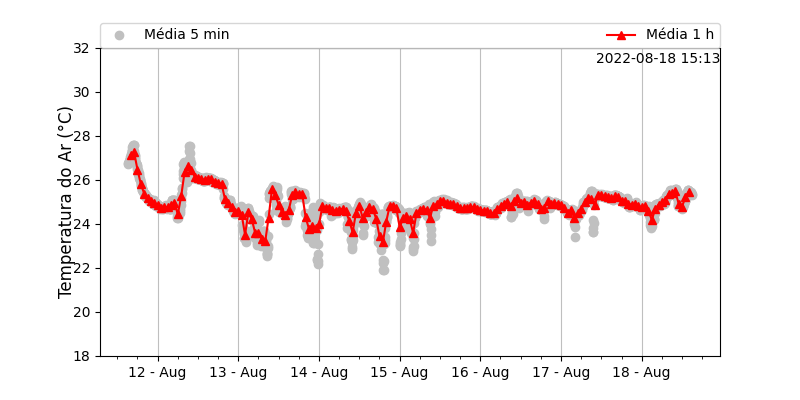 Média 5 min
Média 1 h
2022-08-18 15:13
Temperatura do Ar (°C)
32
30
28
26
24
22
20
18
12 - Aug
13 - Aug
14 - Aug
15 - Aug
16 - Aug
17 - Aug
18 - Aug